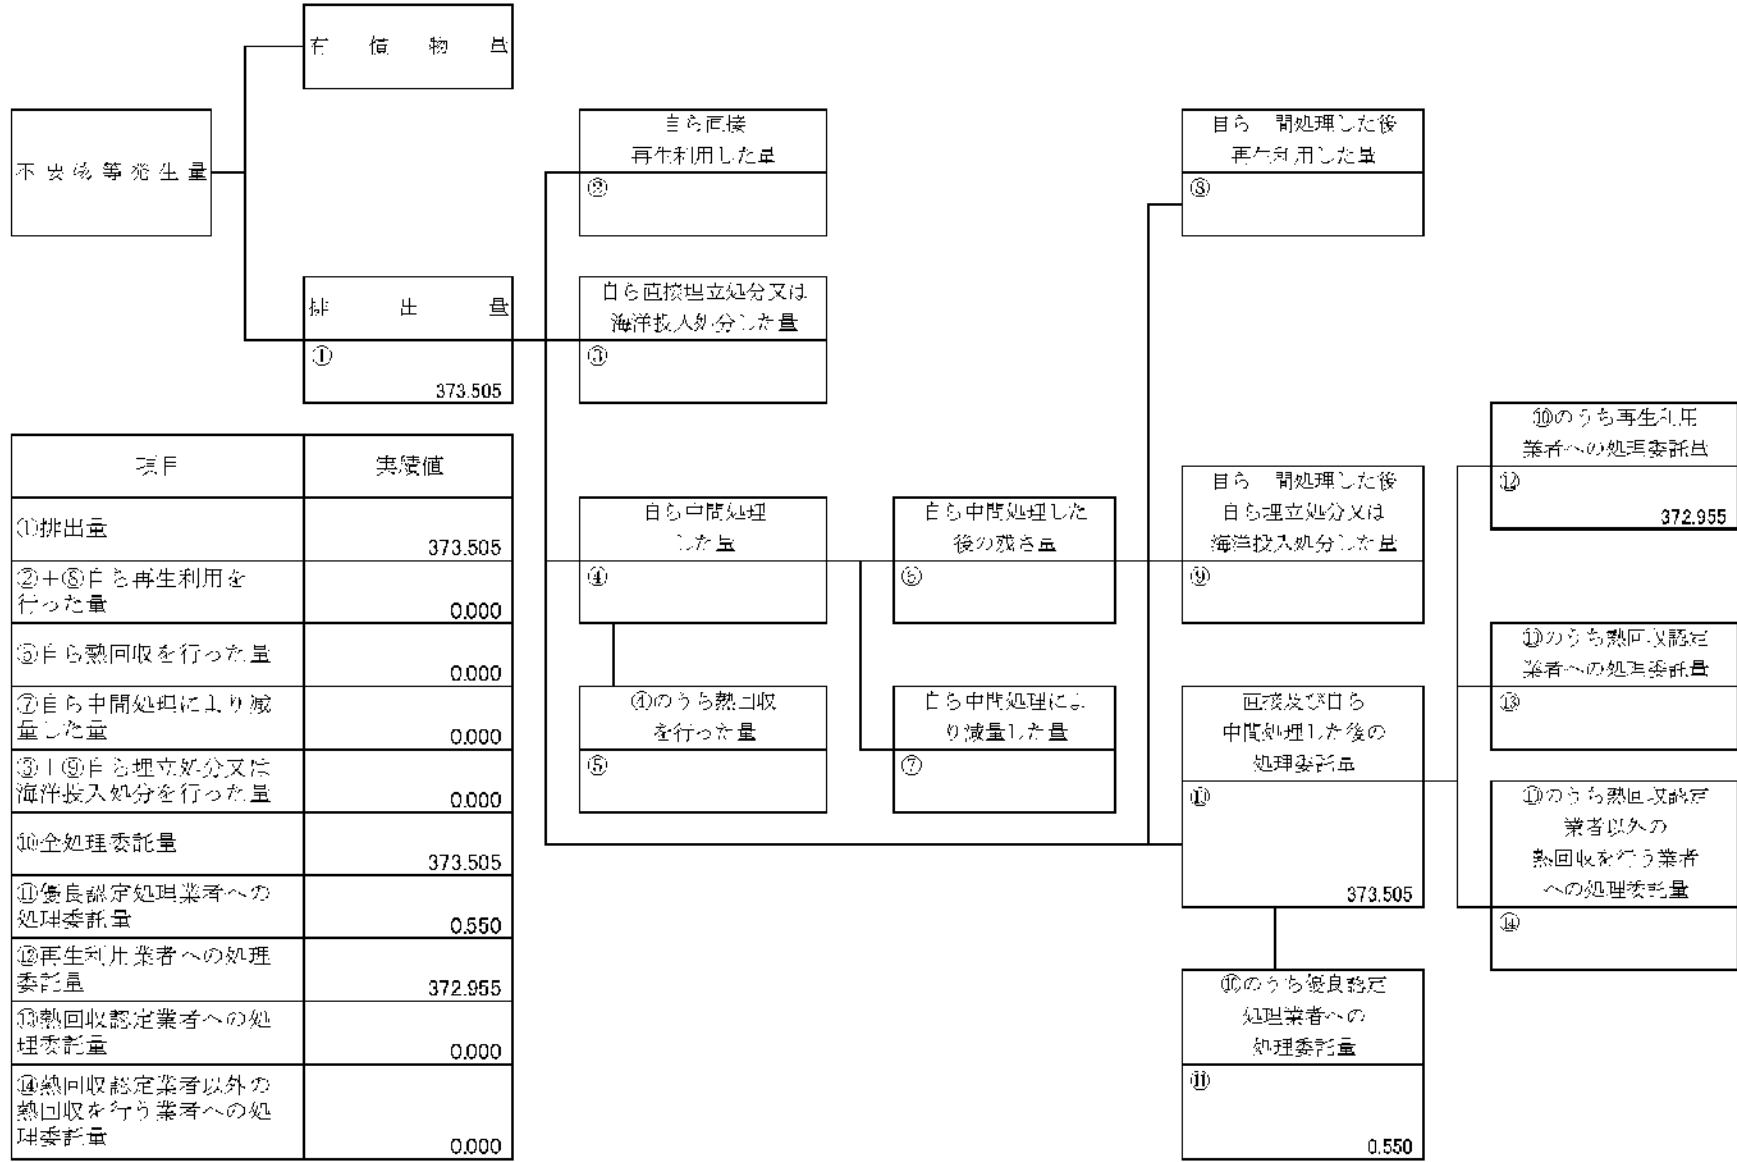 有償物量
不要物等発生量
自ら直接
再生利用した量
②
自ら 間処理した後
再生利用した量
⑧
排出量
①
373.505
自ら直接埋立処分又は
海洋投入処分した量
③
項目 実績値
①排出量 373.505
②+⑧自ら再生利用を
行った量 0.000
⑤自ら熱回収を行った量 0.000
⑦自ら中間処理により減
量した量 0.000
③+⑨自ら埋立処分又は
海洋投入処分を行った量 0.000
⑩全処理委託量 373.505
⑪優良認定処理業者への
処理委託量 0.550
⑫再生利用業者への処理
委託量 372.955
⑬熱回収認定業者への処
理委託量 0.000
⑭熱回収認定業者以外の
熱回収を行う業者への処
理委託量 0.000
自ら中間処理
した量
④
④のうち熱回収
を行った量
⑤
自ら中間処理した
後の残さ量
⑥
自ら中間処理によ
り減量した量
⑦
自ら 間処理した後
自ら埋立処分又は
海洋投入処分した量
⑨
直接及び自ら
中間処理した後の
処理委託量
⑩
373.505
⑩のうち優良認定
処理業者への
処理委託量
⑪
0.550
⑩のうち再生利用
業者への処理委託量
⑫
372.955
⑩のうち熱回収認定
業者への処理委託量
⑬
⑩のうち熱回収認定
業者以外の
熱回収を行う業者
への処理委託量
⑭